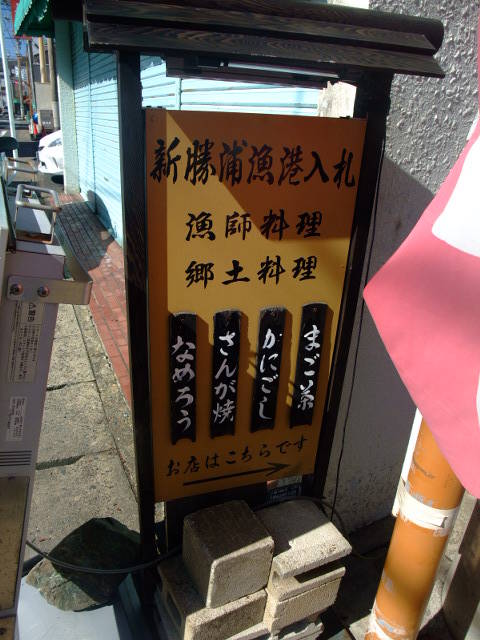 新勝浦漁港入札
漁師料理
郷土料理
まご茶
かにごし
さんが焼
なめろう
お店はこちらです